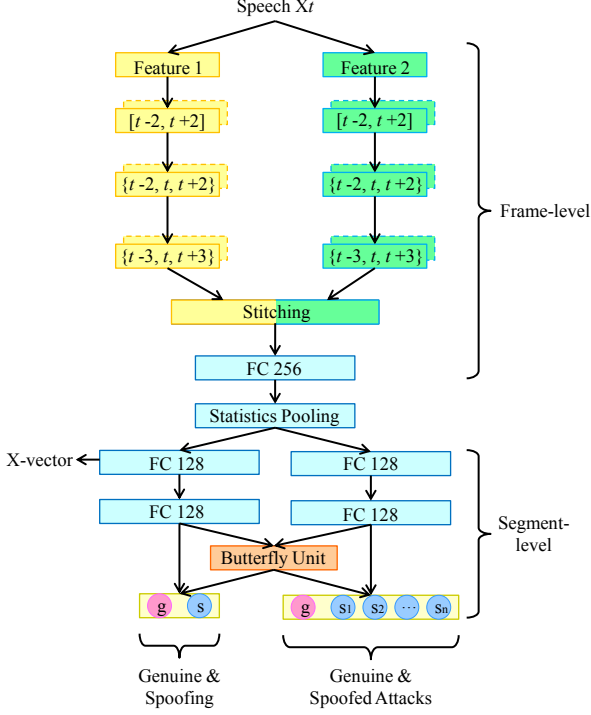 Speech Xt
Feature 1
Feature 2
[t -2, t +2]
[t -2, t +2]
{t -2, t, t +2}
{t -2, t, t +2}
Frame-level
{t -3, t, t +3}
{t -3, t, t +3}
Stitching
FC 256
Statistics Pooling
X-vector
FC 128
FC 128
FC 128
FC 128
Segment-
level
Butterfly Unit
g s
g s1 s2 ... sn
Genuine &
Spoofing
Genuine &
Spoofed Attacks